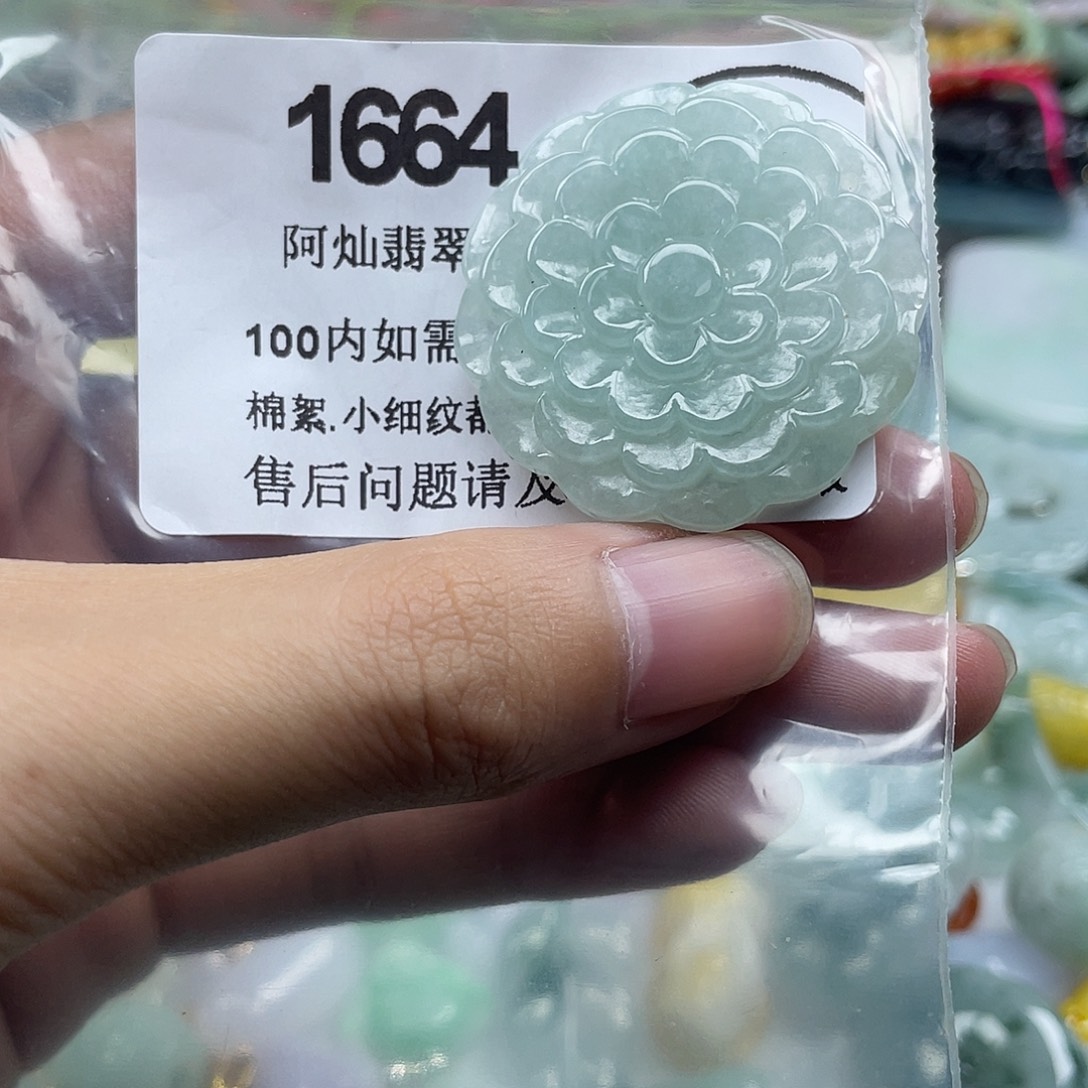 1664
阿灿翡翠
100内如需
棉絮.小细纹都
售后问题请及